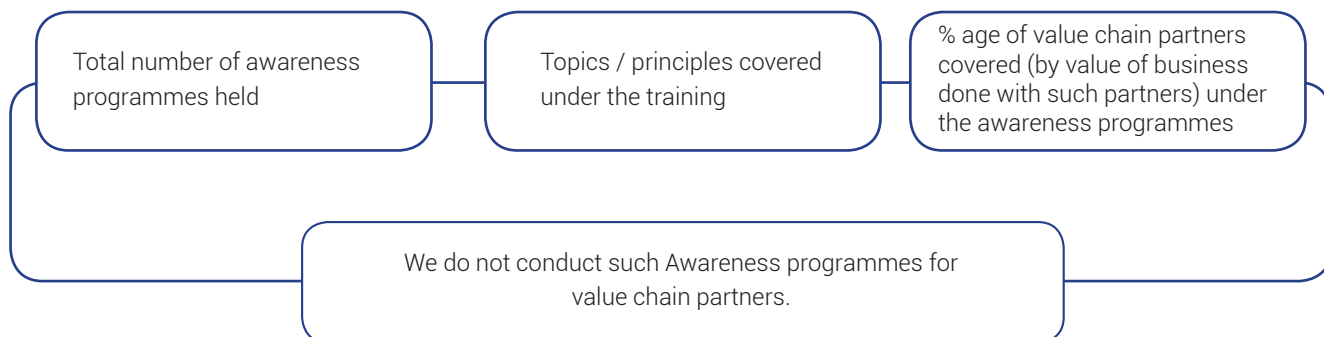 Total number of awareness
programmes held
Topics / principles covered
under the training
% age of value chain partners
covered (by value of business
done with such partners) under
the awareness programmes
We do not conduct such Awareness programmes for
value chain partners.